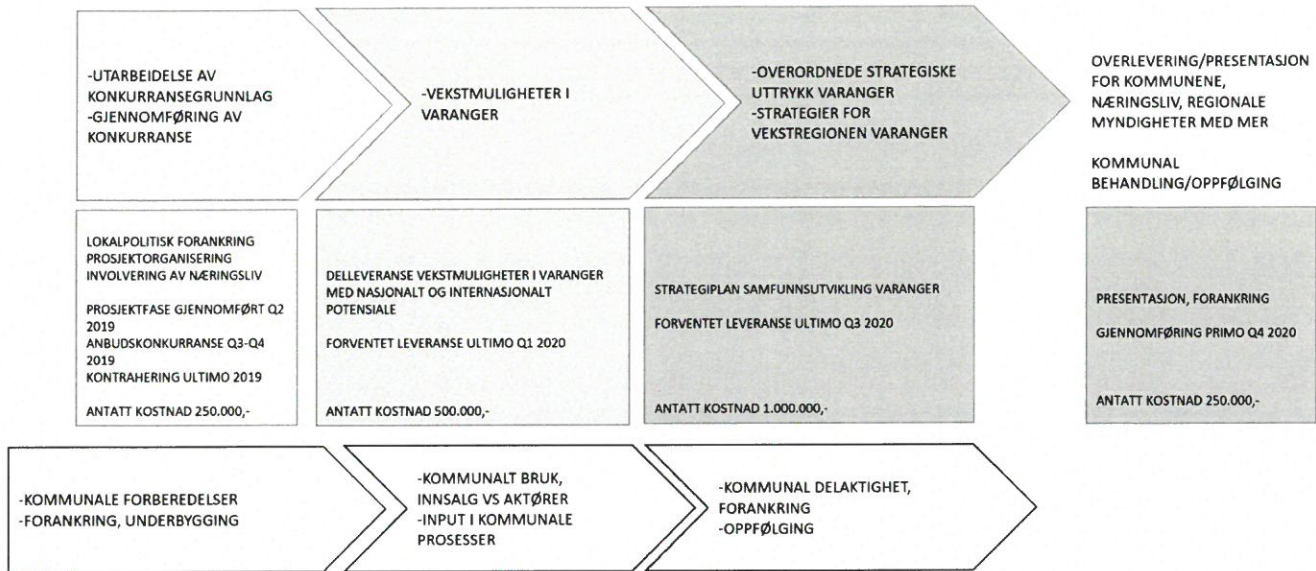 -UTARBEIDELSE AV
KONKURRANSEGRUNNLAG
-GJENNOMFØRING AV
KONKURRANSE
-VEKSTMULIGHETER I
VARANGER
-OVERORDNEDE STRATEGISKE
UTTRYKK VARANGER
-STRATEGIER FOR
VEKSTREGIONEN VARANGER
OVERLEVERING/PRESENTASJON
FOR KOMMUNENE,
NÆRINGSLIV, REGIONALE
MYNDIGHETER MED MER
KOMMUNAL
BEHANDLING/OPPFØLGING
LOKALPOLITISK FORANKRING
PROSJEKTORGANISERING
INVOLVERING AV NÆRINGSLIV
PROSJEKTFASE GJENNOMFØRT Q2
2019
ANBUDSKONKURRANSE Q3-Q4
2019
KONTRAHERING ULTIMO 2019
ANTATT KOSTNAD 250.000,-
DELLEVERANSE VEKSTMULIGHETER I VARANGER
MED NASJONALT OG INTERNASJONALT
POTENSIALE
FORVENTET LEVERANSE ULTIMO Q1 2020
ANTATT KOSTNAD 500.000,-
STRATEGIPLAN SAMFUNNSUTVIKLING VARANGER
FORVENTET LEVERANSE ULTIMO Q3 2020
ANTATT KOSTNAD 1.000.000,-
PRESENTASJON, FORANKRING
GJENNOMFØRING PRIMO Q4 2020
ANTATT KOSTNAD 250.000,-
-KOMMUNALE FORBEREDELSER
-FORANKRING, UNDERBYGGING
-KOMMUNALT BRUK,
INNSALG VS AKTØRER
-INPUT I KOMMUNALE
PROSESSER
-KOMMUNAL DELAKTIGHET,
FORANKRING
-OPPFØLGING